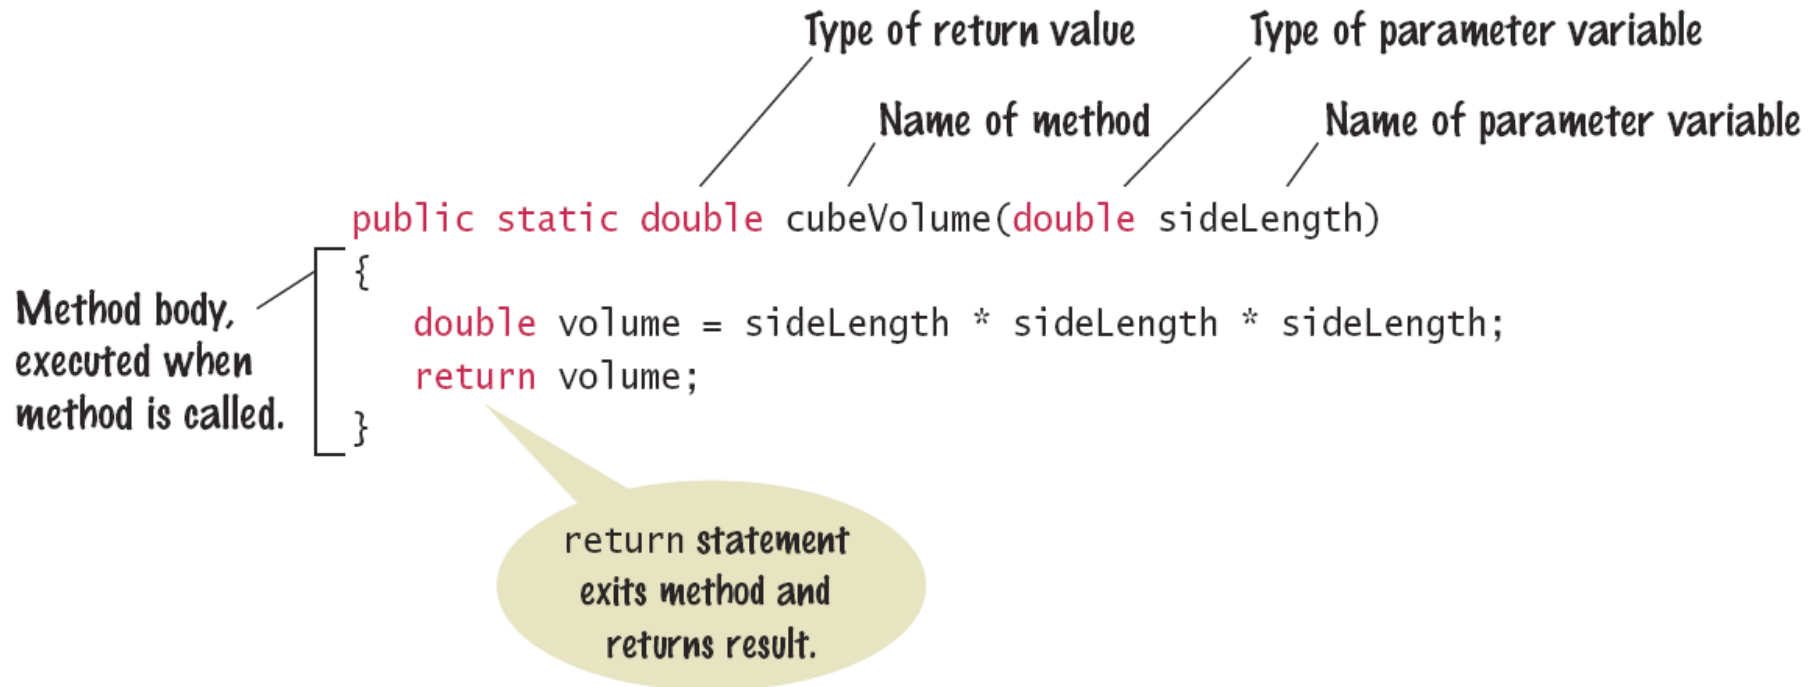 Type of return value
Type of parameter variable
Name of method
Name of parameter variable
public static double cubeVolume(double sideLength)
{
double volume = sideLength * sideLength * sideLength;
return volume;
}
Method body,
executed when
method is called.
return statement
exits method and
returns result.